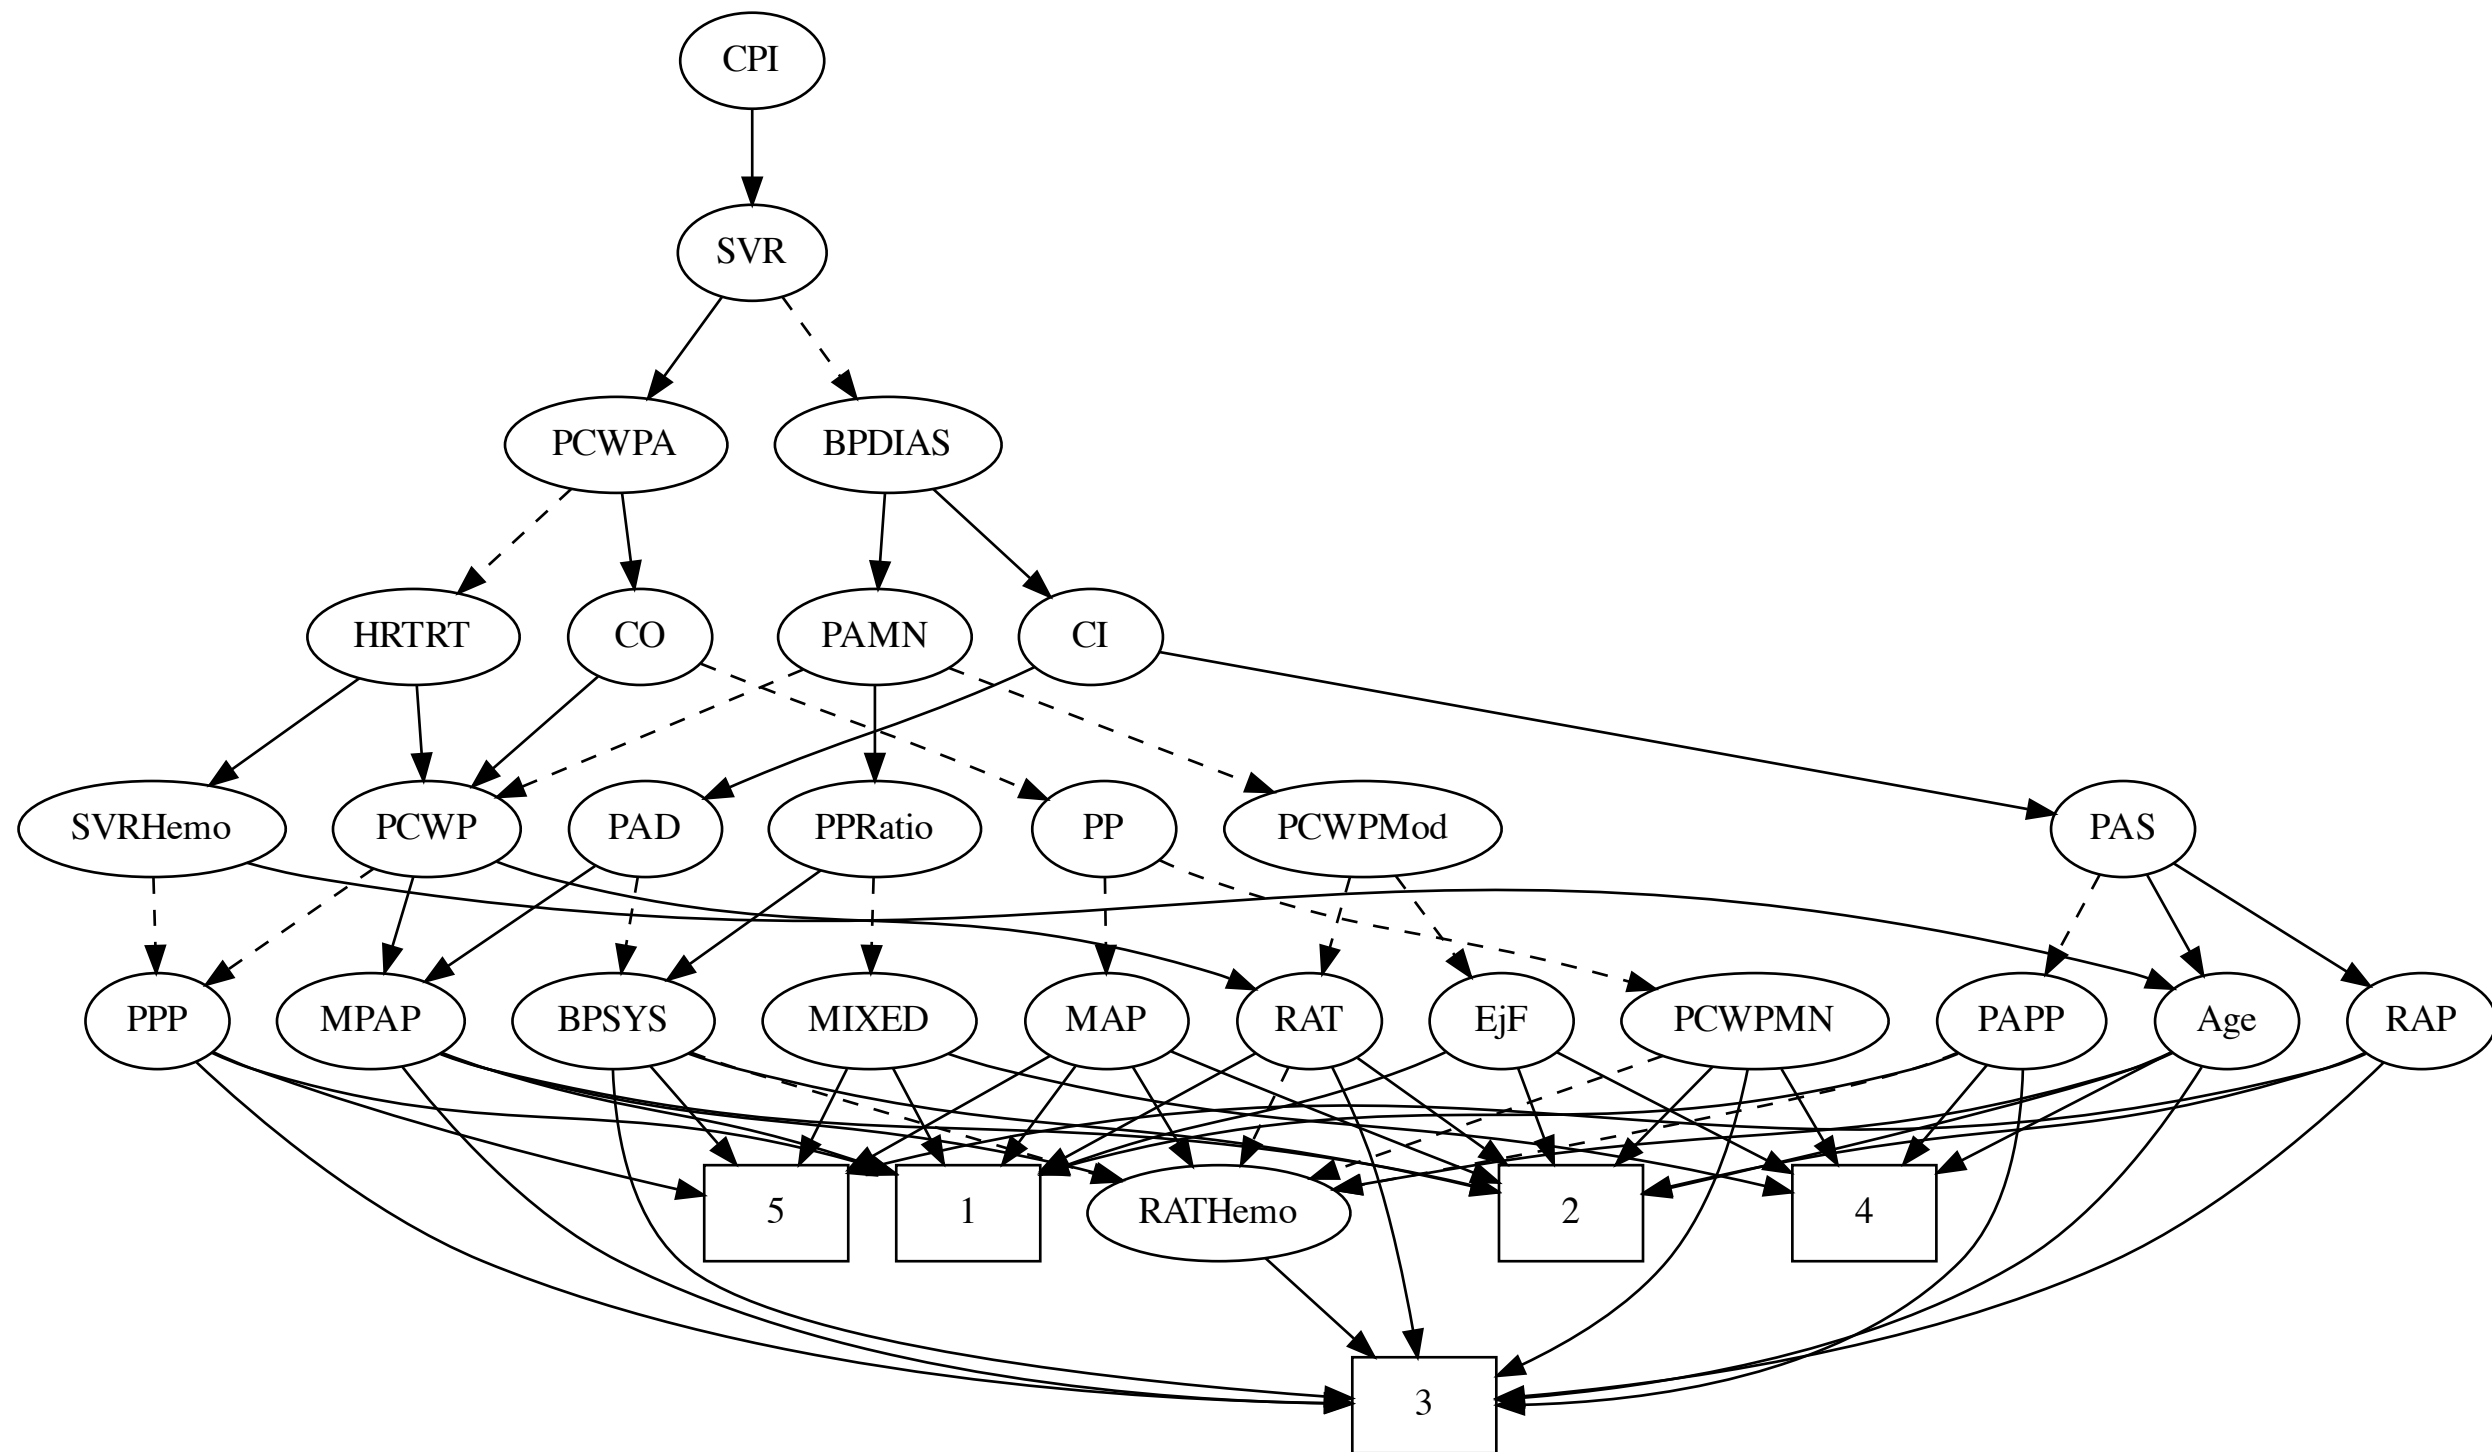 CPI
SVR
PCWPA
BPDIAS
HRTRT
CO
PAMN
CI
SVRHemo
PCWP
PAD
PPRatio
PP
PCWPMod
PAS
PPP
MPAP
BPSYS
MIXED
MAP
RAT
EjF
PCWPMN
PAPP
Age
RAP
5
1
RATHemo
2
4
3